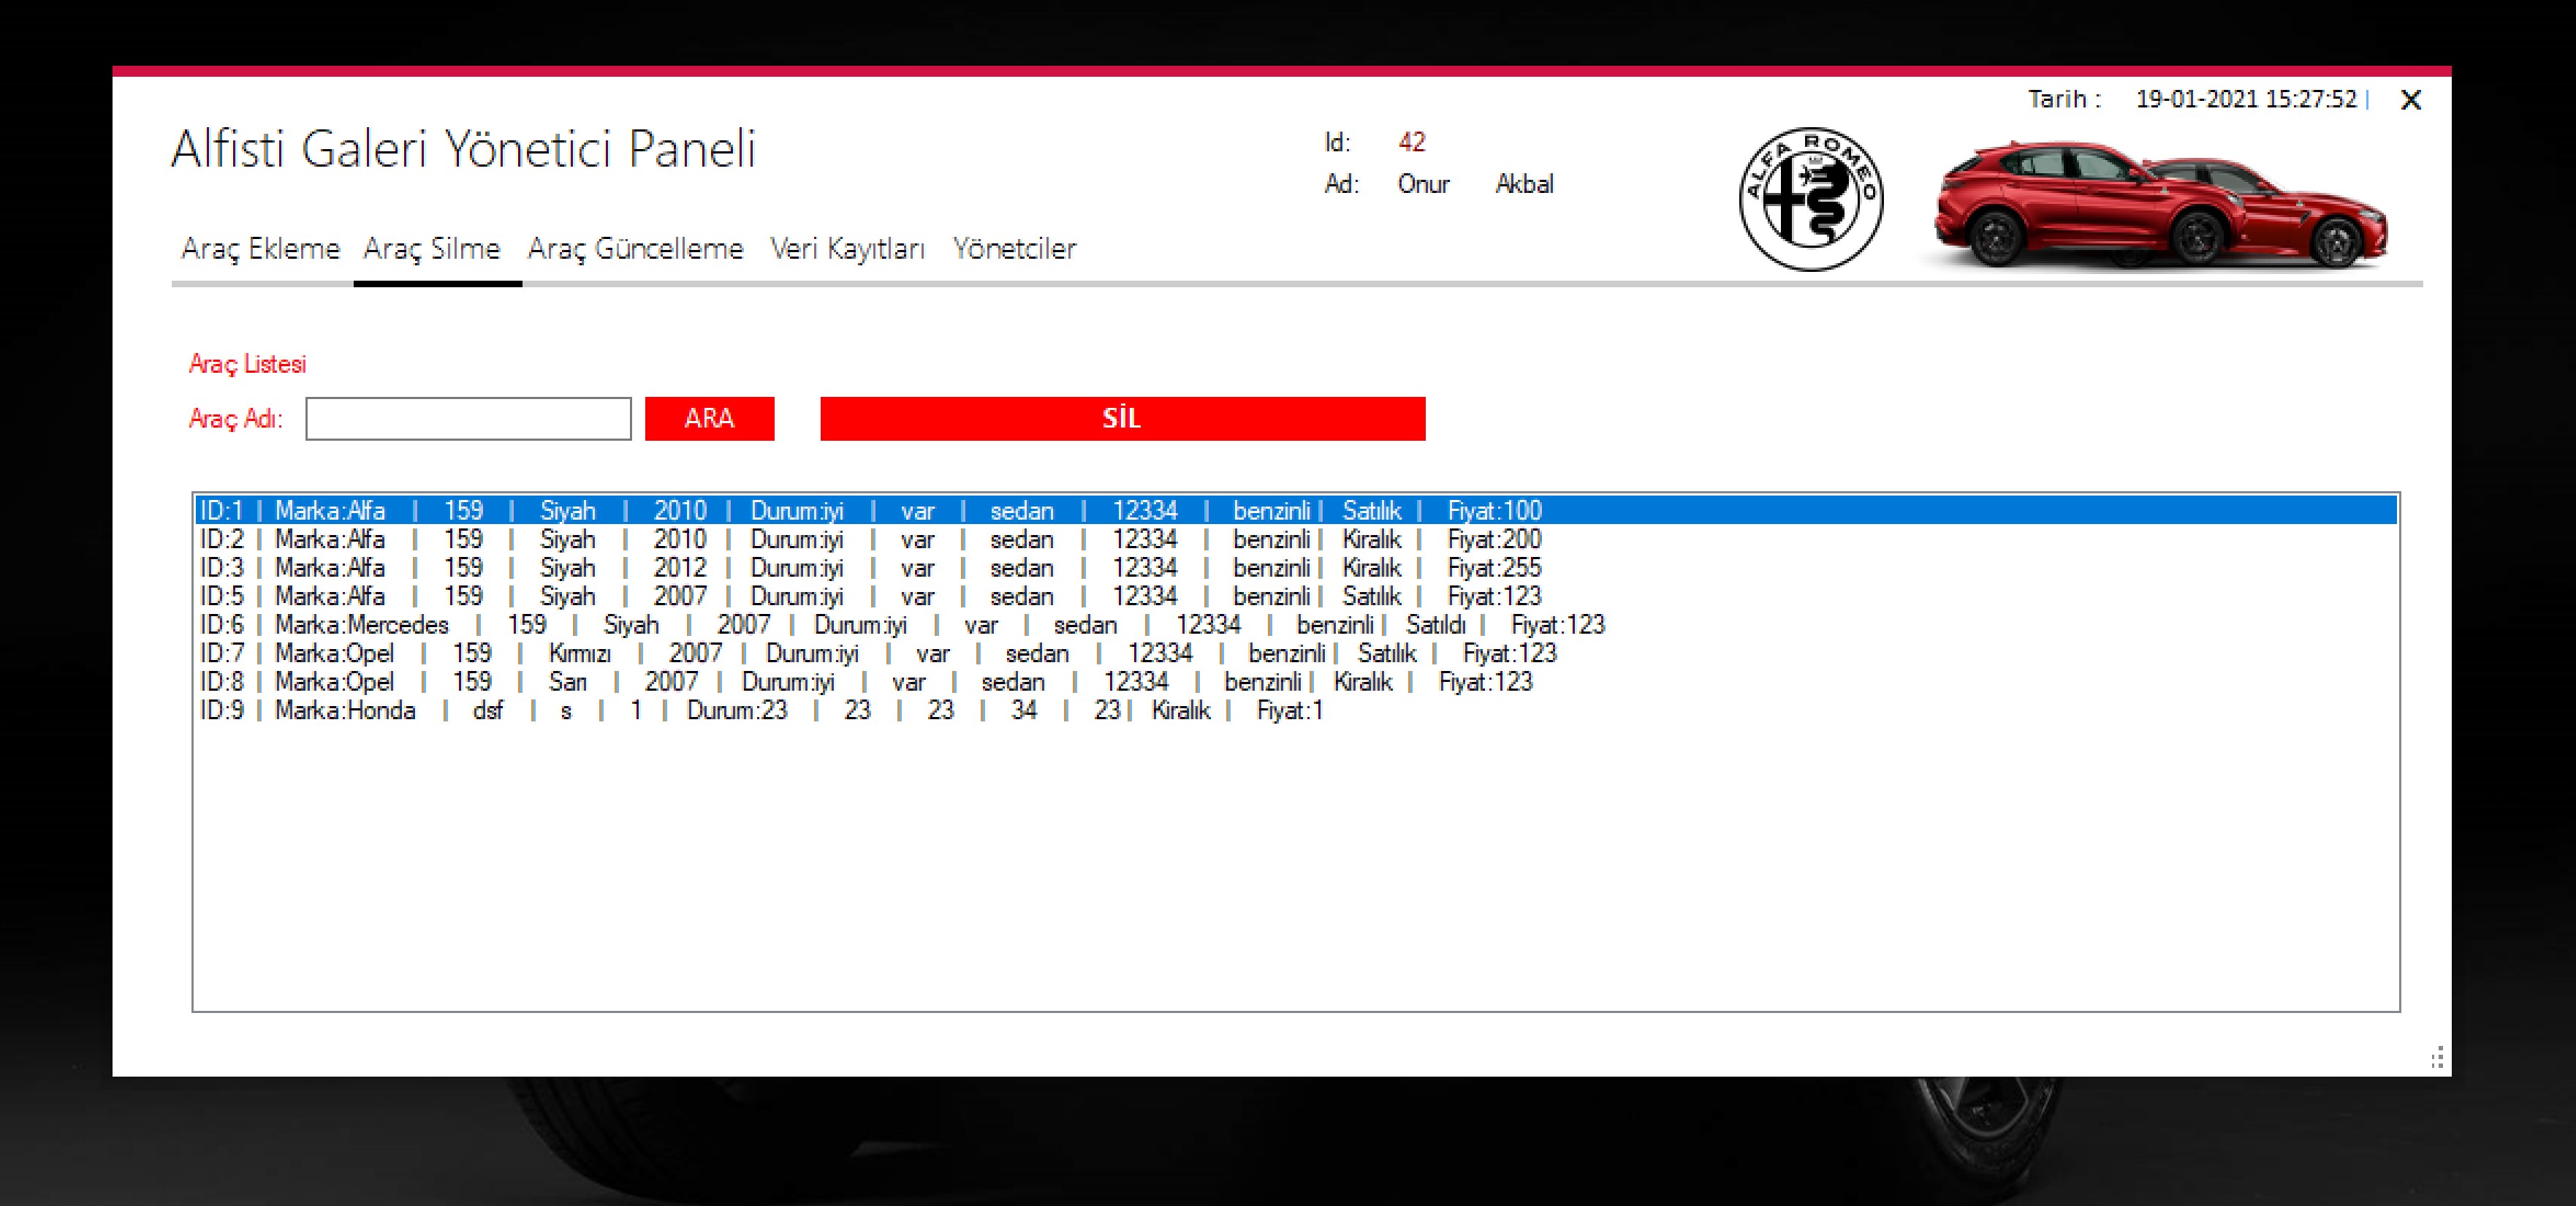 Tarih : 19-01-2021 15:27:52 | X
Alfisti Galeri Yönetici Paneli
Id: 42
Ad: Onur Akbal
ALFA ROMEO
Araç Ekleme Araç Silme Araç Güncelleme Veri Kayıtları Yönetciler
Araç Listesi
Araç Adı: ARA SİL
ID:1 | Marka:Alfa | 159 | Siyah | 2010 | Durum:iyi | var | sedan | 12334 | benzinli | Satılık | Fiyat:100
ID:2 | Marka:Alfa | 159 | Siyah | 2010 | Durum:iyi | var | sedan | 12334 | benzinli | Kiralık | Fiyat:200
ID:3 | Marka:Alfa | 159 | Siyah | 2012 | Durum:iyi | var | sedan | 12334 | benzinli | Kiralık | Fiyat:255
ID:5 | Marka:Alfa | 159 | Siyah | 2007 | Durum:iyi | var | sedan | 12334 | benzinli | Satılık | Fiyat:123
ID:6 | Marka:Mercedes | 159 | Siyah | 2007 | Durum:iyi | var | sedan | 12334 | benzinli | Satıldı | Fiyat:123
ID:7 | Marka:Opel | 159 | Kırmızı | 2007 | Durum:iyi | var | sedan | 12334 | benzinli | Satılık | Fiyat:123
ID:8 | Marka:Opel | 159 | Sarı | 2007 | Durum:iyi | var | sedan | 12334 | benzinli | Kiralık | Fiyat:123
ID:9 | Marka:Honda | dsf | s | 1 | Durum:23 | 23 | 23 | 34 | 23 | Kiralık | Fiyat:1